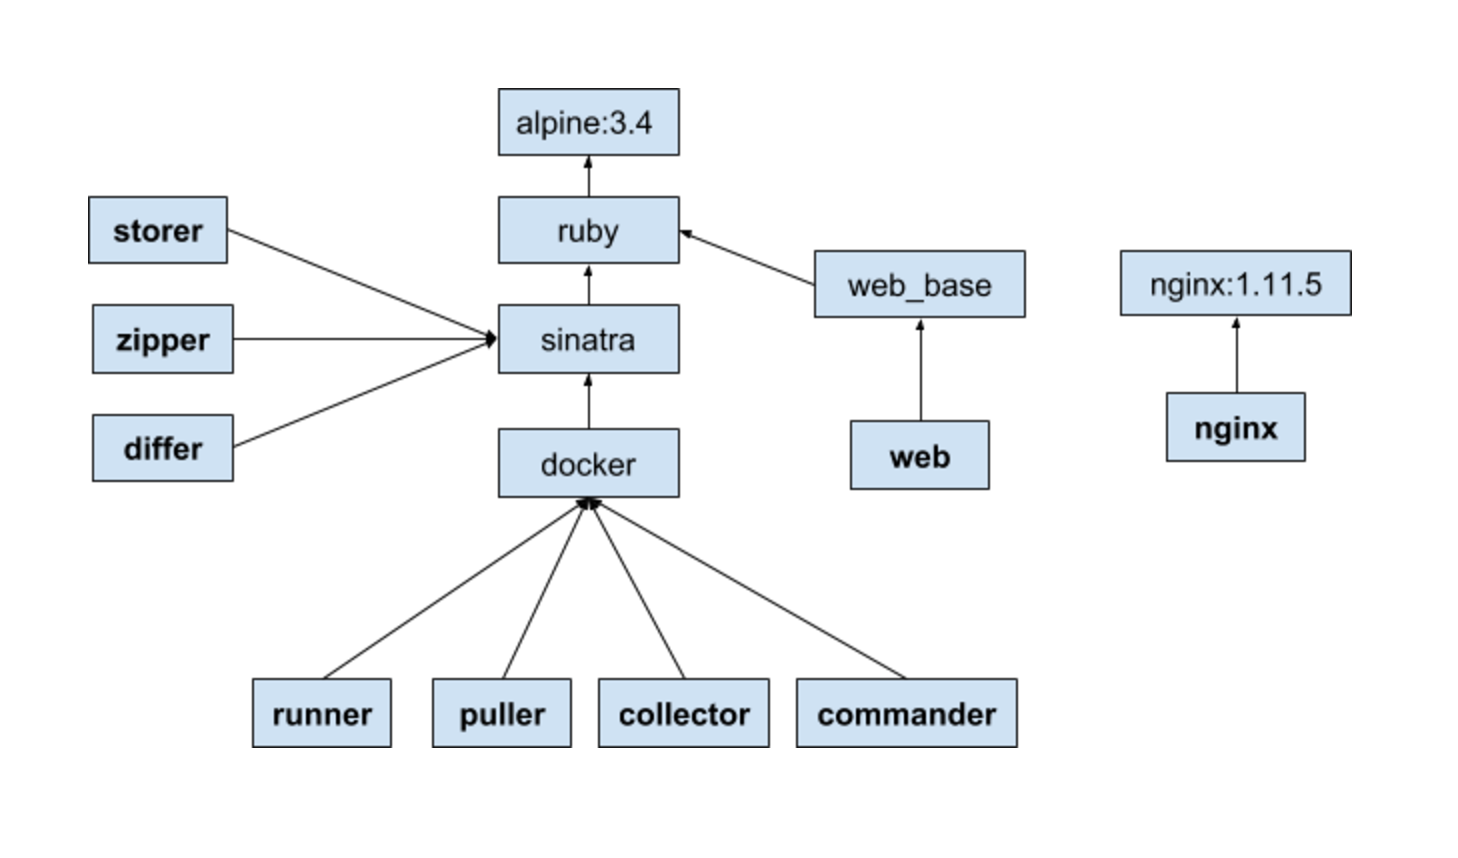 alpine:3.4
storer
ruby
web_base
nginx:1.11.5
zipper
sinatra
differ
docker
web
nginx
runner
puller
collector
commander